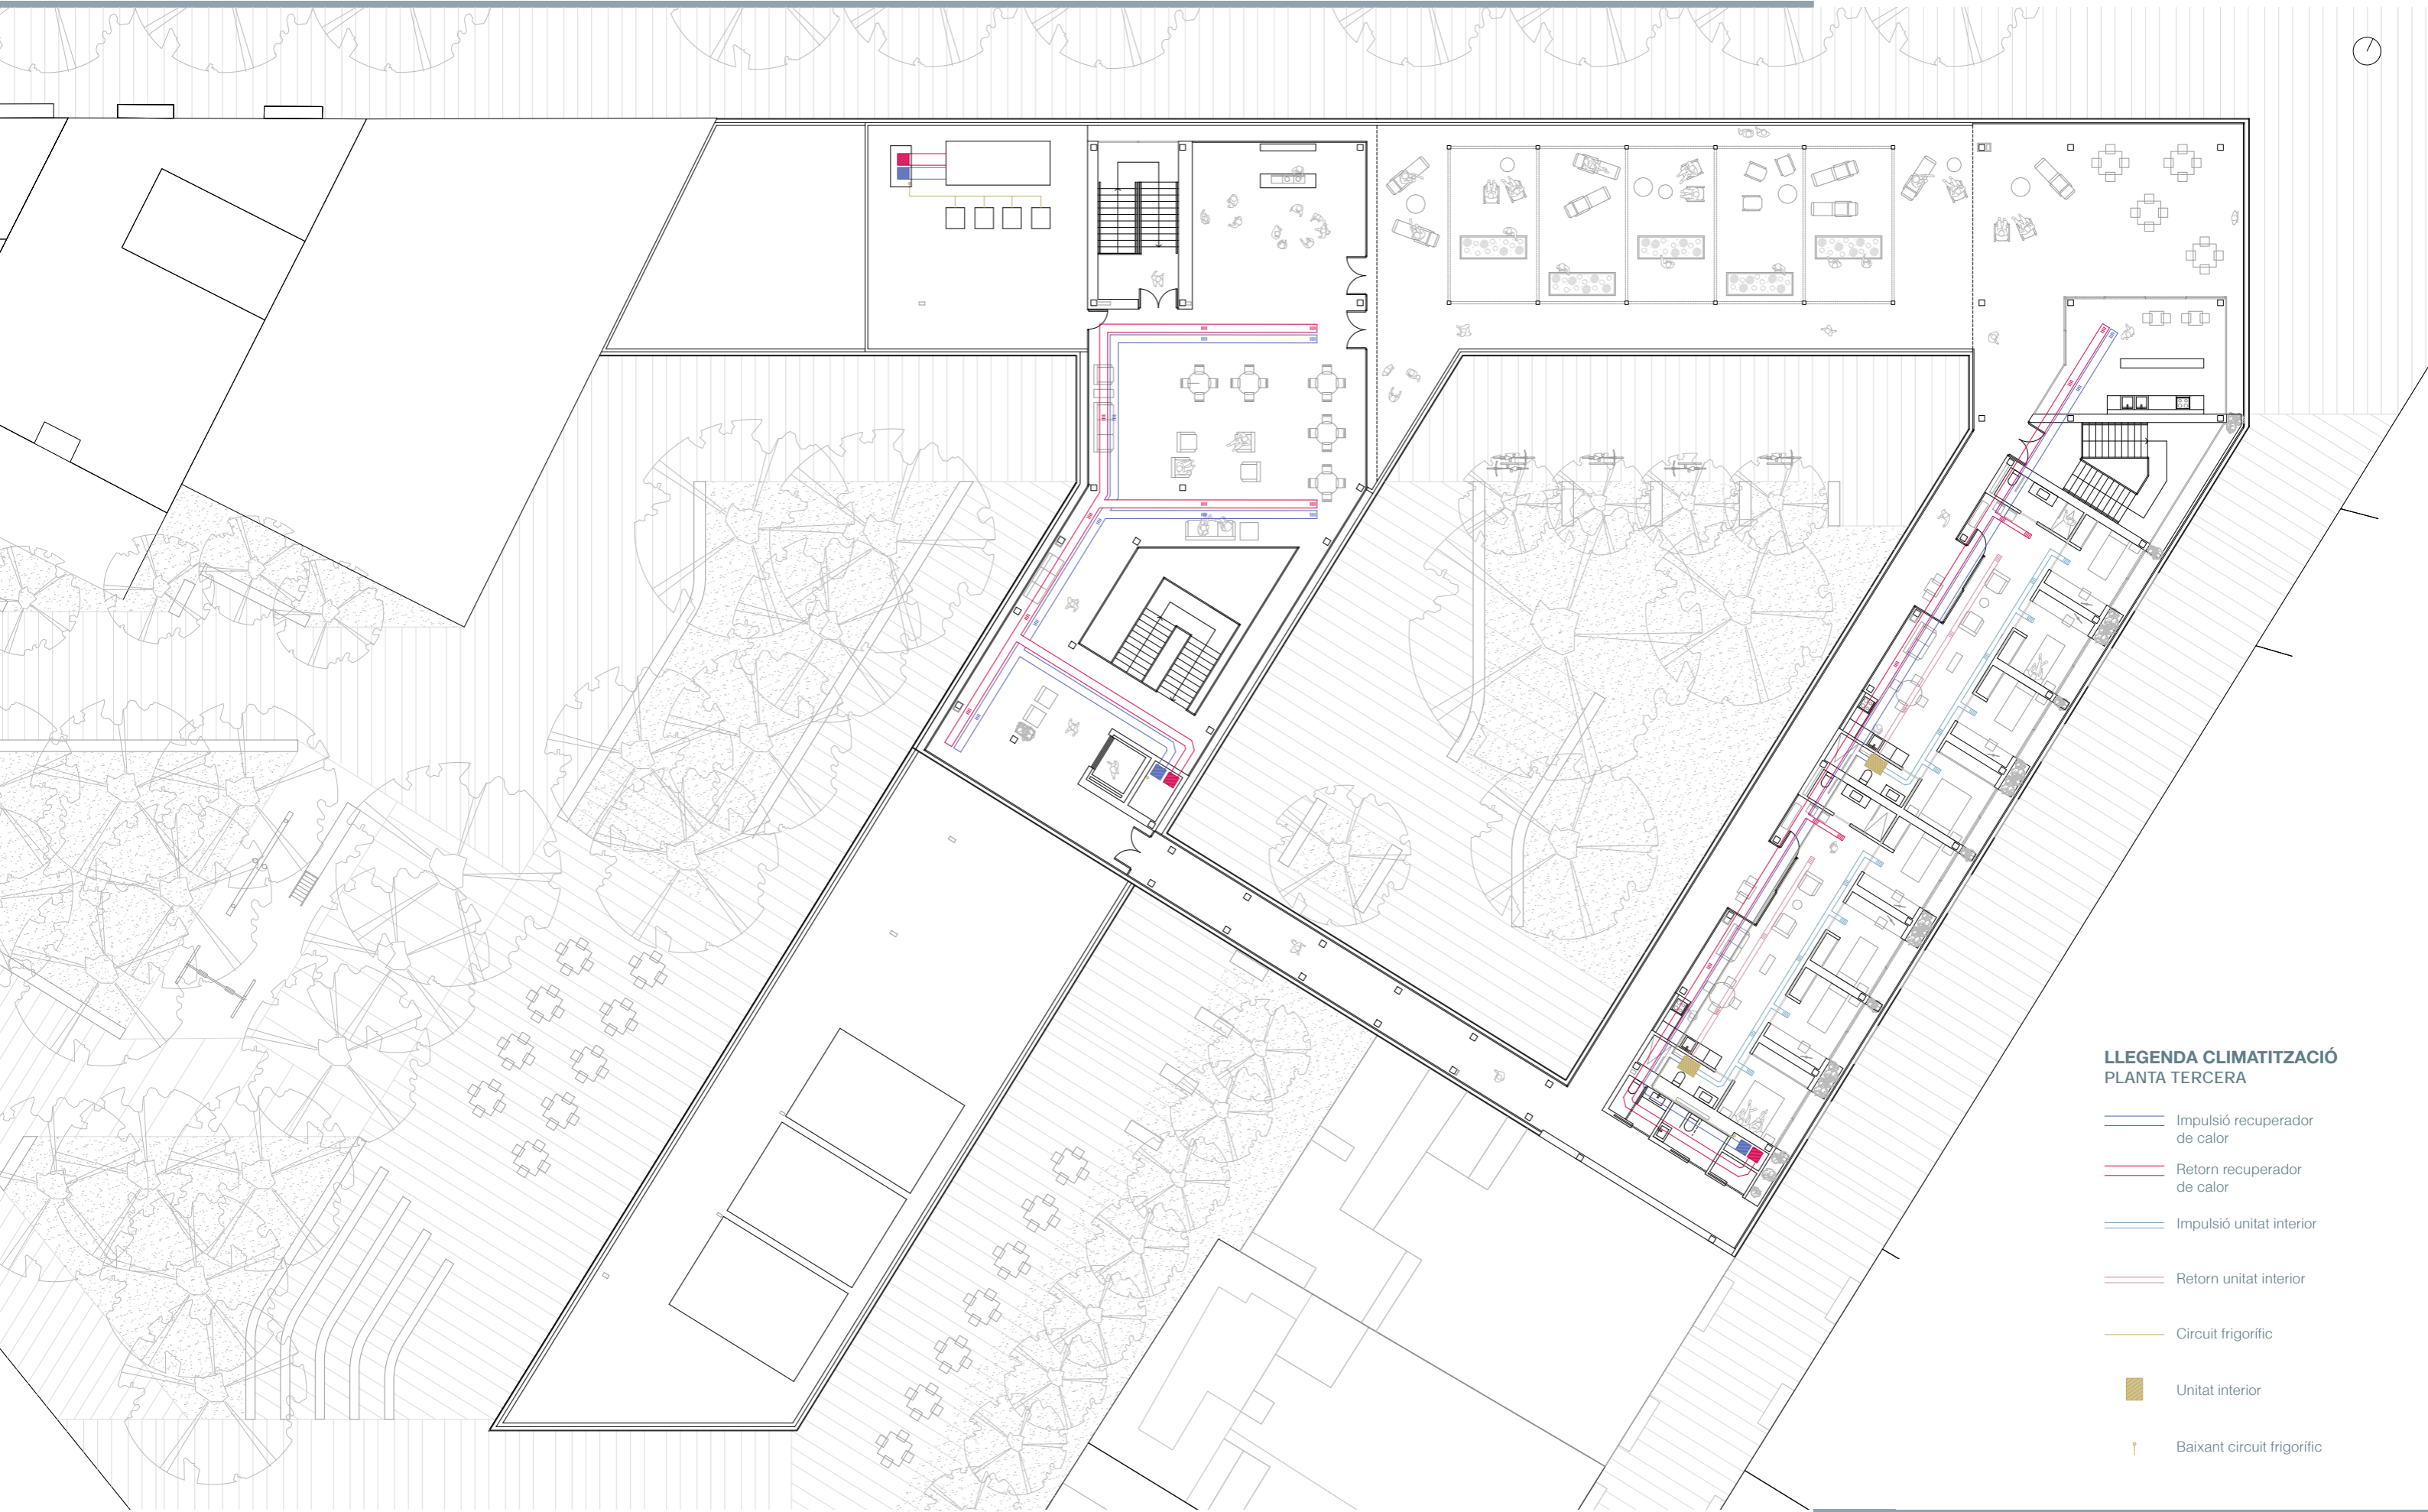 LLEGENDA CLIMATITZACIÓ
PLANTA TERCERA
Impulsió recuperador
de calor
Retorn recuperador
de calor
Impulsió unitat interior
Retorn unitat interior
Circuit frigorífic
Unitat interior
Baixant circuit frigorífic